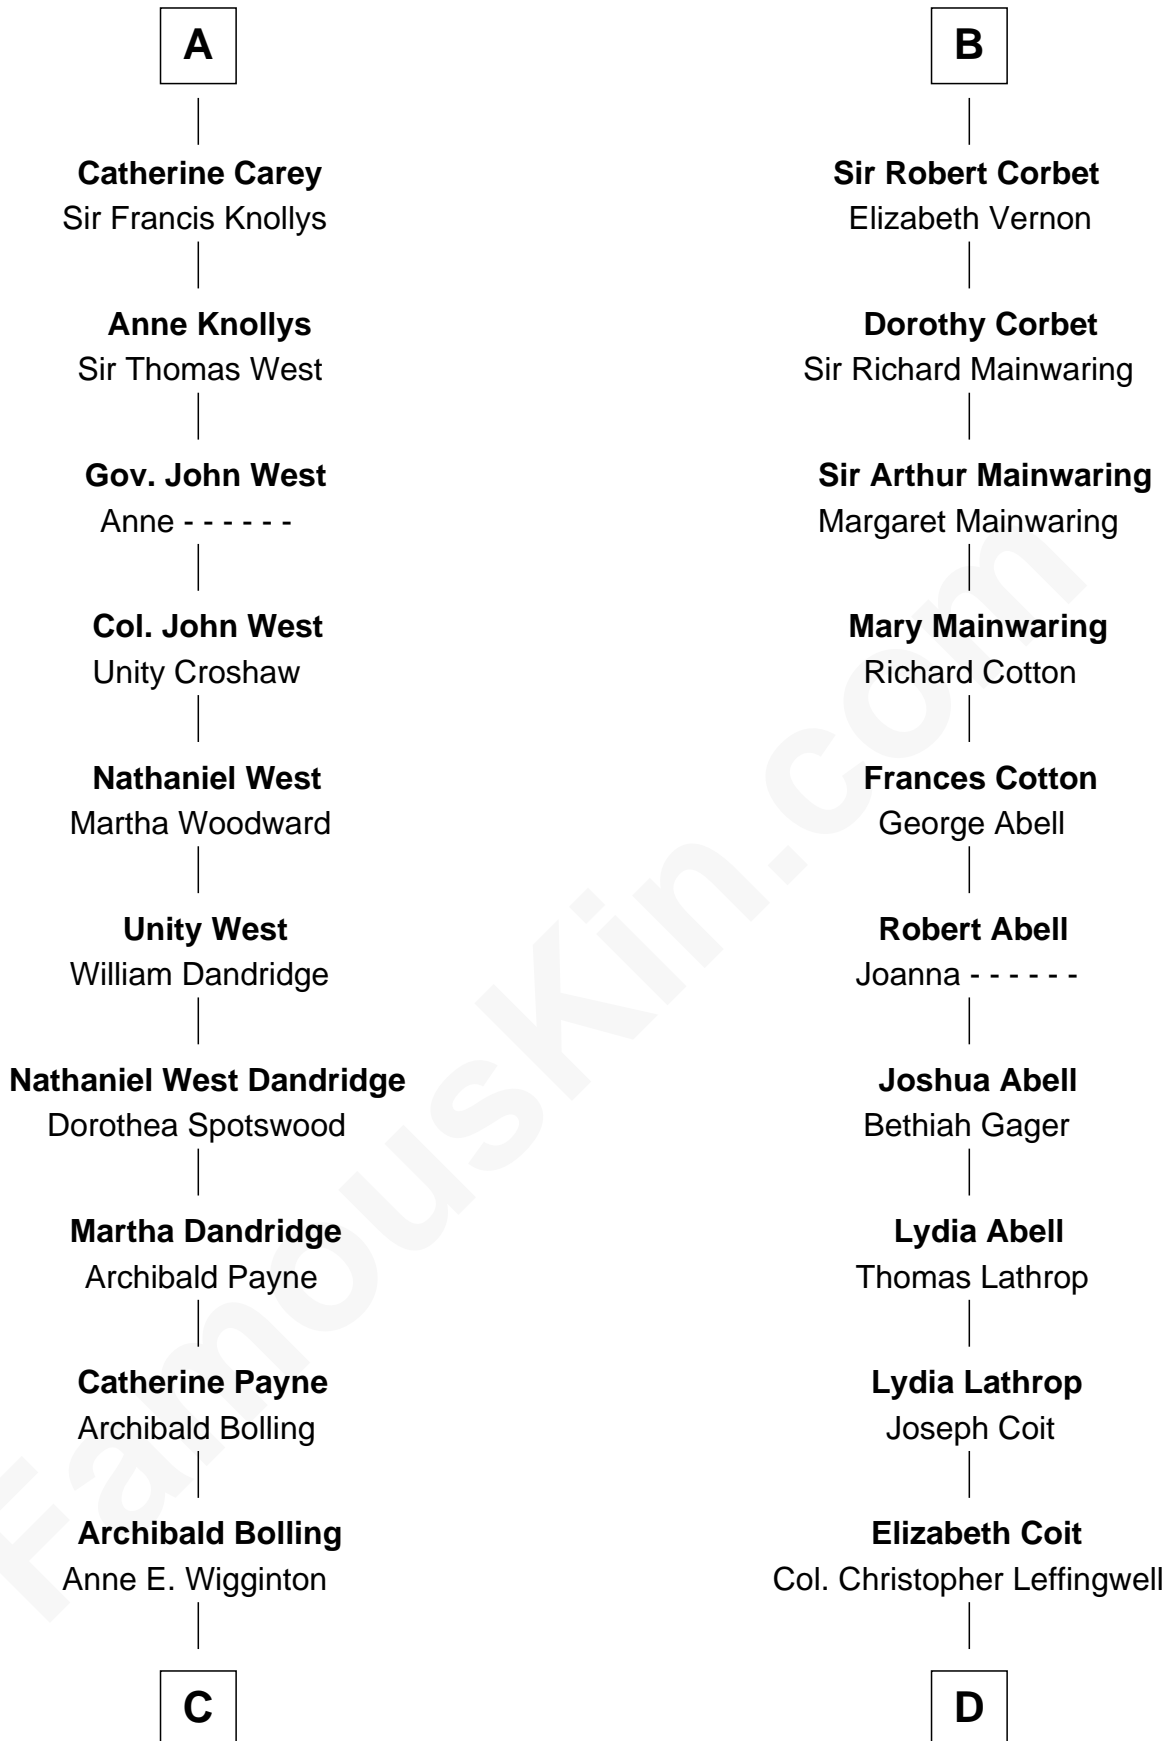 A
Catherine Carey
Sir Francis Knollys
Anne Knollys
Sir Thomas West
Gov. John West
Anne - - - - - -
Col. John West
Unity Croshaw
Nathaniel West
Martha Woodward
Unity West
William Dandridge
Nathaniel West Dandridge
Dorothea Spotswood
Martha Dandridge
Archibald Payne
Catherine Payne
Archibald Bolling
Archibald Bolling
Anne E. Wigginton
C
B
Sir Robert Corbet
Elizabeth Vernon
Dorothy Corbet
Sir Richard Mainwaring
Sir Arthur Mainwaring
Margaret Mainwaring
Mary Mainwaring
Richard Cotton
Frances Cotton
George Abell
Robert Abell
Joanna - - - - - -
Joshua Abell
Bethiah Gager
Lydia Abell
Thomas Lathrop
Lydia Lathrop
Joseph Coit
Elizabeth Coit
Col. Christopher Leffingwell
D
FamousKin.com